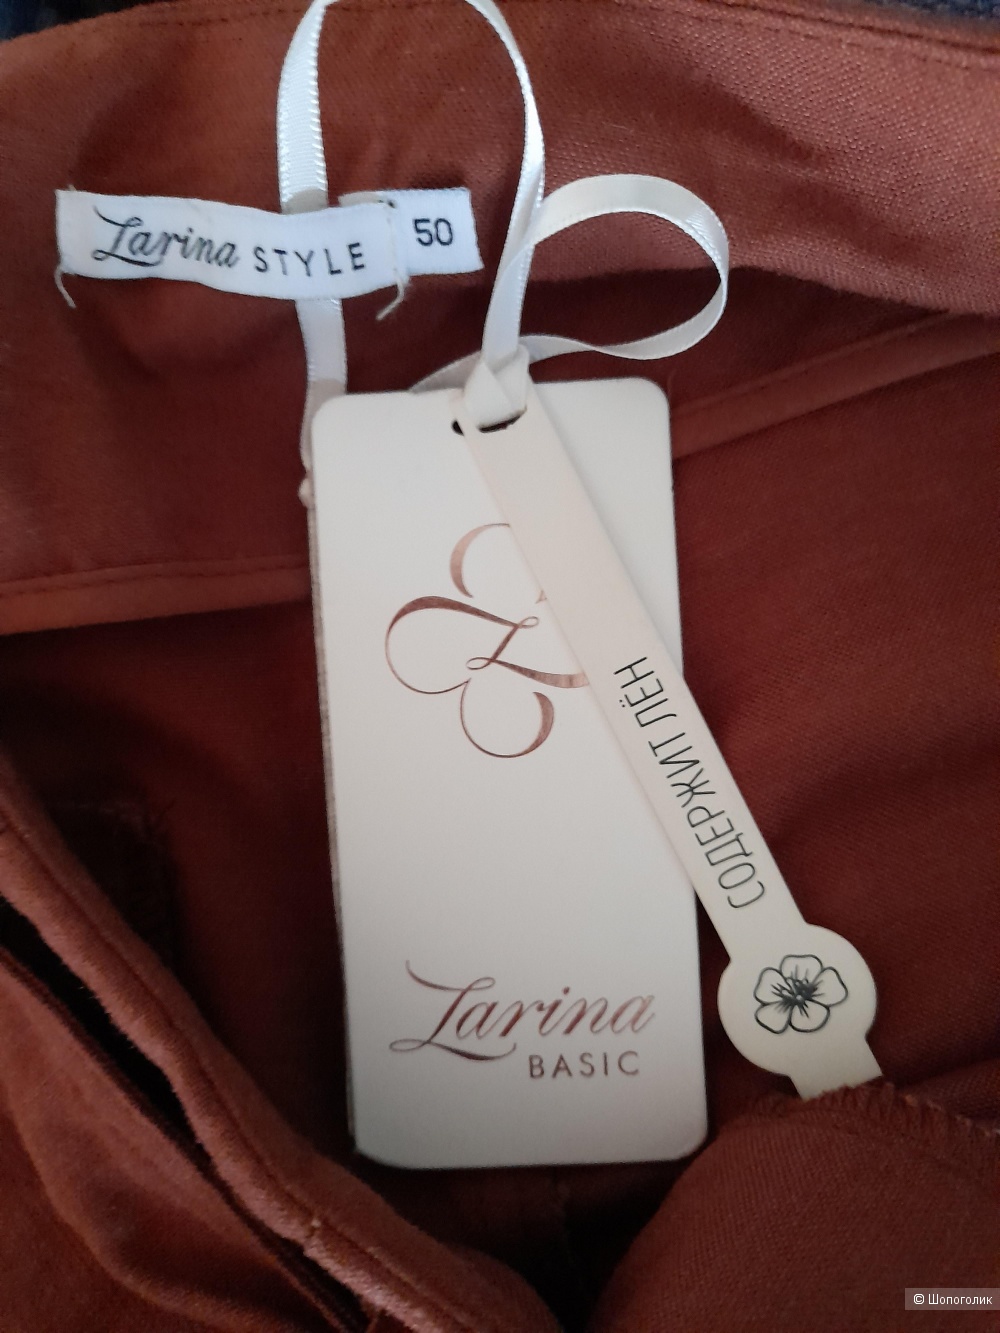 Larina STYLE
50
СОДЕРЖИТ ЛЁН
Larina
BASIC
© Шопоголик